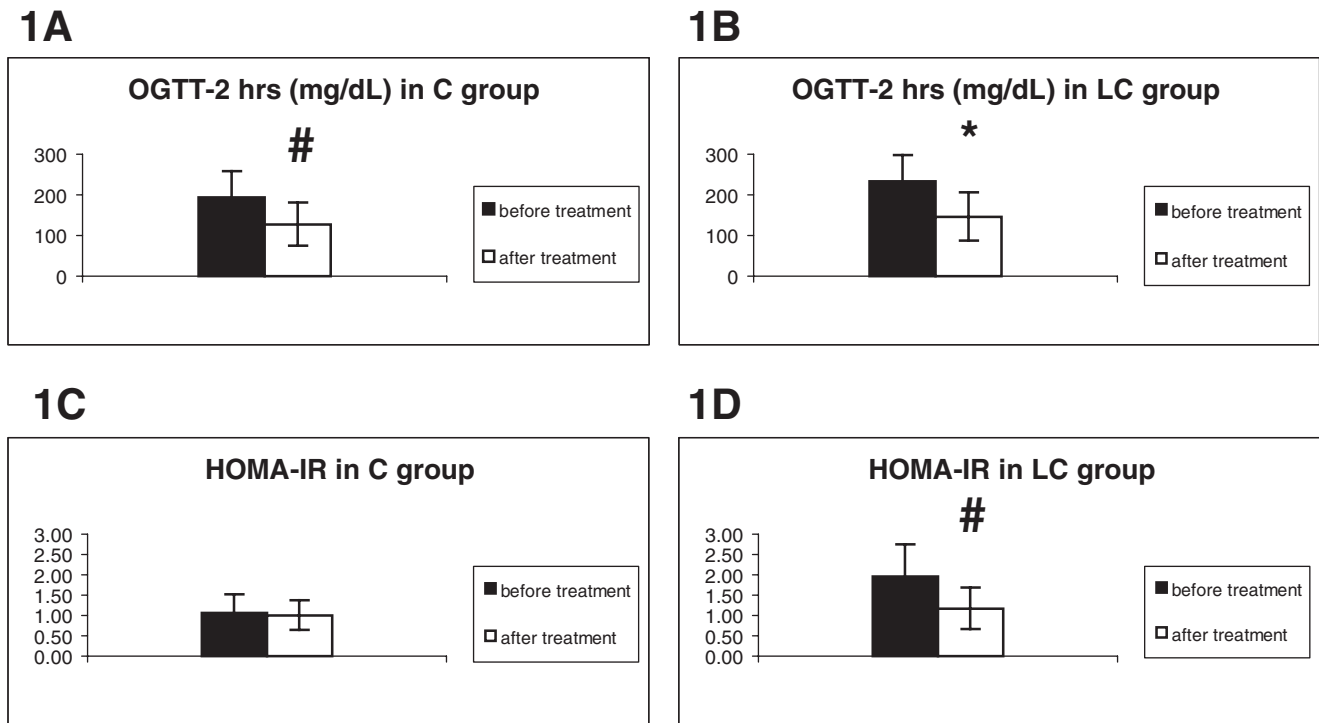 1A
OGTT-2 hrs (mg/dL) in C group
#
300
200
100
0
before treatment
after treatment
1B
OGTT-2 hrs (mg/dL) in LC group
*
300
200
100
0
before treatment
after treatment
1C
HOMA-IR in C group
3.00
2.50
2.00
1.50
1.00
0.50
0.00
before treatment
after treatment
1D
HOMA-IR in LC group
#
3.00
2.50
2.00
1.50
1.00
0.50
0.00
before treatment
after treatment